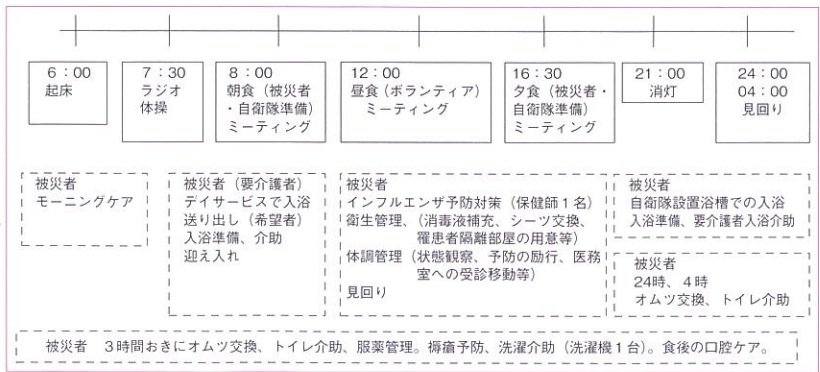 6：00
起床
7：30
ラジオ
体操
8：00
朝食（被災者
・自衛隊準備）
ミーティング
12：00
昼食（ボランティア）
ミーティング
16：30
夕食（被災者・
自衛隊準備）
ミーティング
21：00
消灯
24：00
04：00
見回り
被災者
モーニングケア
被災者（要介護者）
デイサービスで入浴
送り出し（希望者）
入浴準備、介助
迎え入れ
被災者
インフルエンザ予防対策（保健師１名）
衛生管理、（消毒液補充、シーツ交換、
罹患者隔離部屋の用意等）
体調管理（状態観察、予防の励行、医務
室への受診移動等）
見回り
被災者
自衛隊設置浴槽での入浴
入浴準備、要介護者入浴介助
被災者
24時、４時
オムツ交換、トイレ介助
被災者　３時間おきにオムツ交換、トイレ介助、服薬管理。褥瘡予防、洗濯介助（洗濯機１台）。食後の口腔ケア。